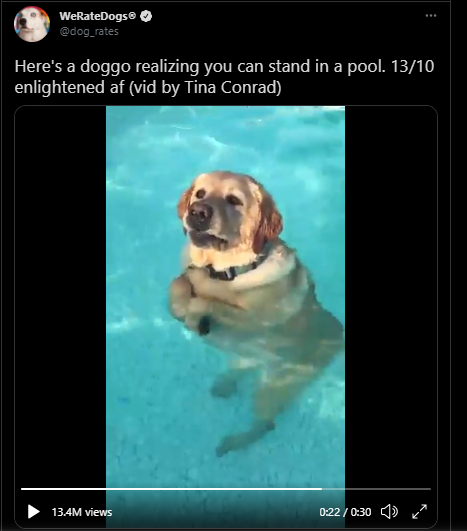 WeRateDogs®
@dog_rates
Here's a doggo realizing you can stand in a pool. 13/10
enlightened af (vid by Tina Conrad)
13.4M views
0:22 / 0:30